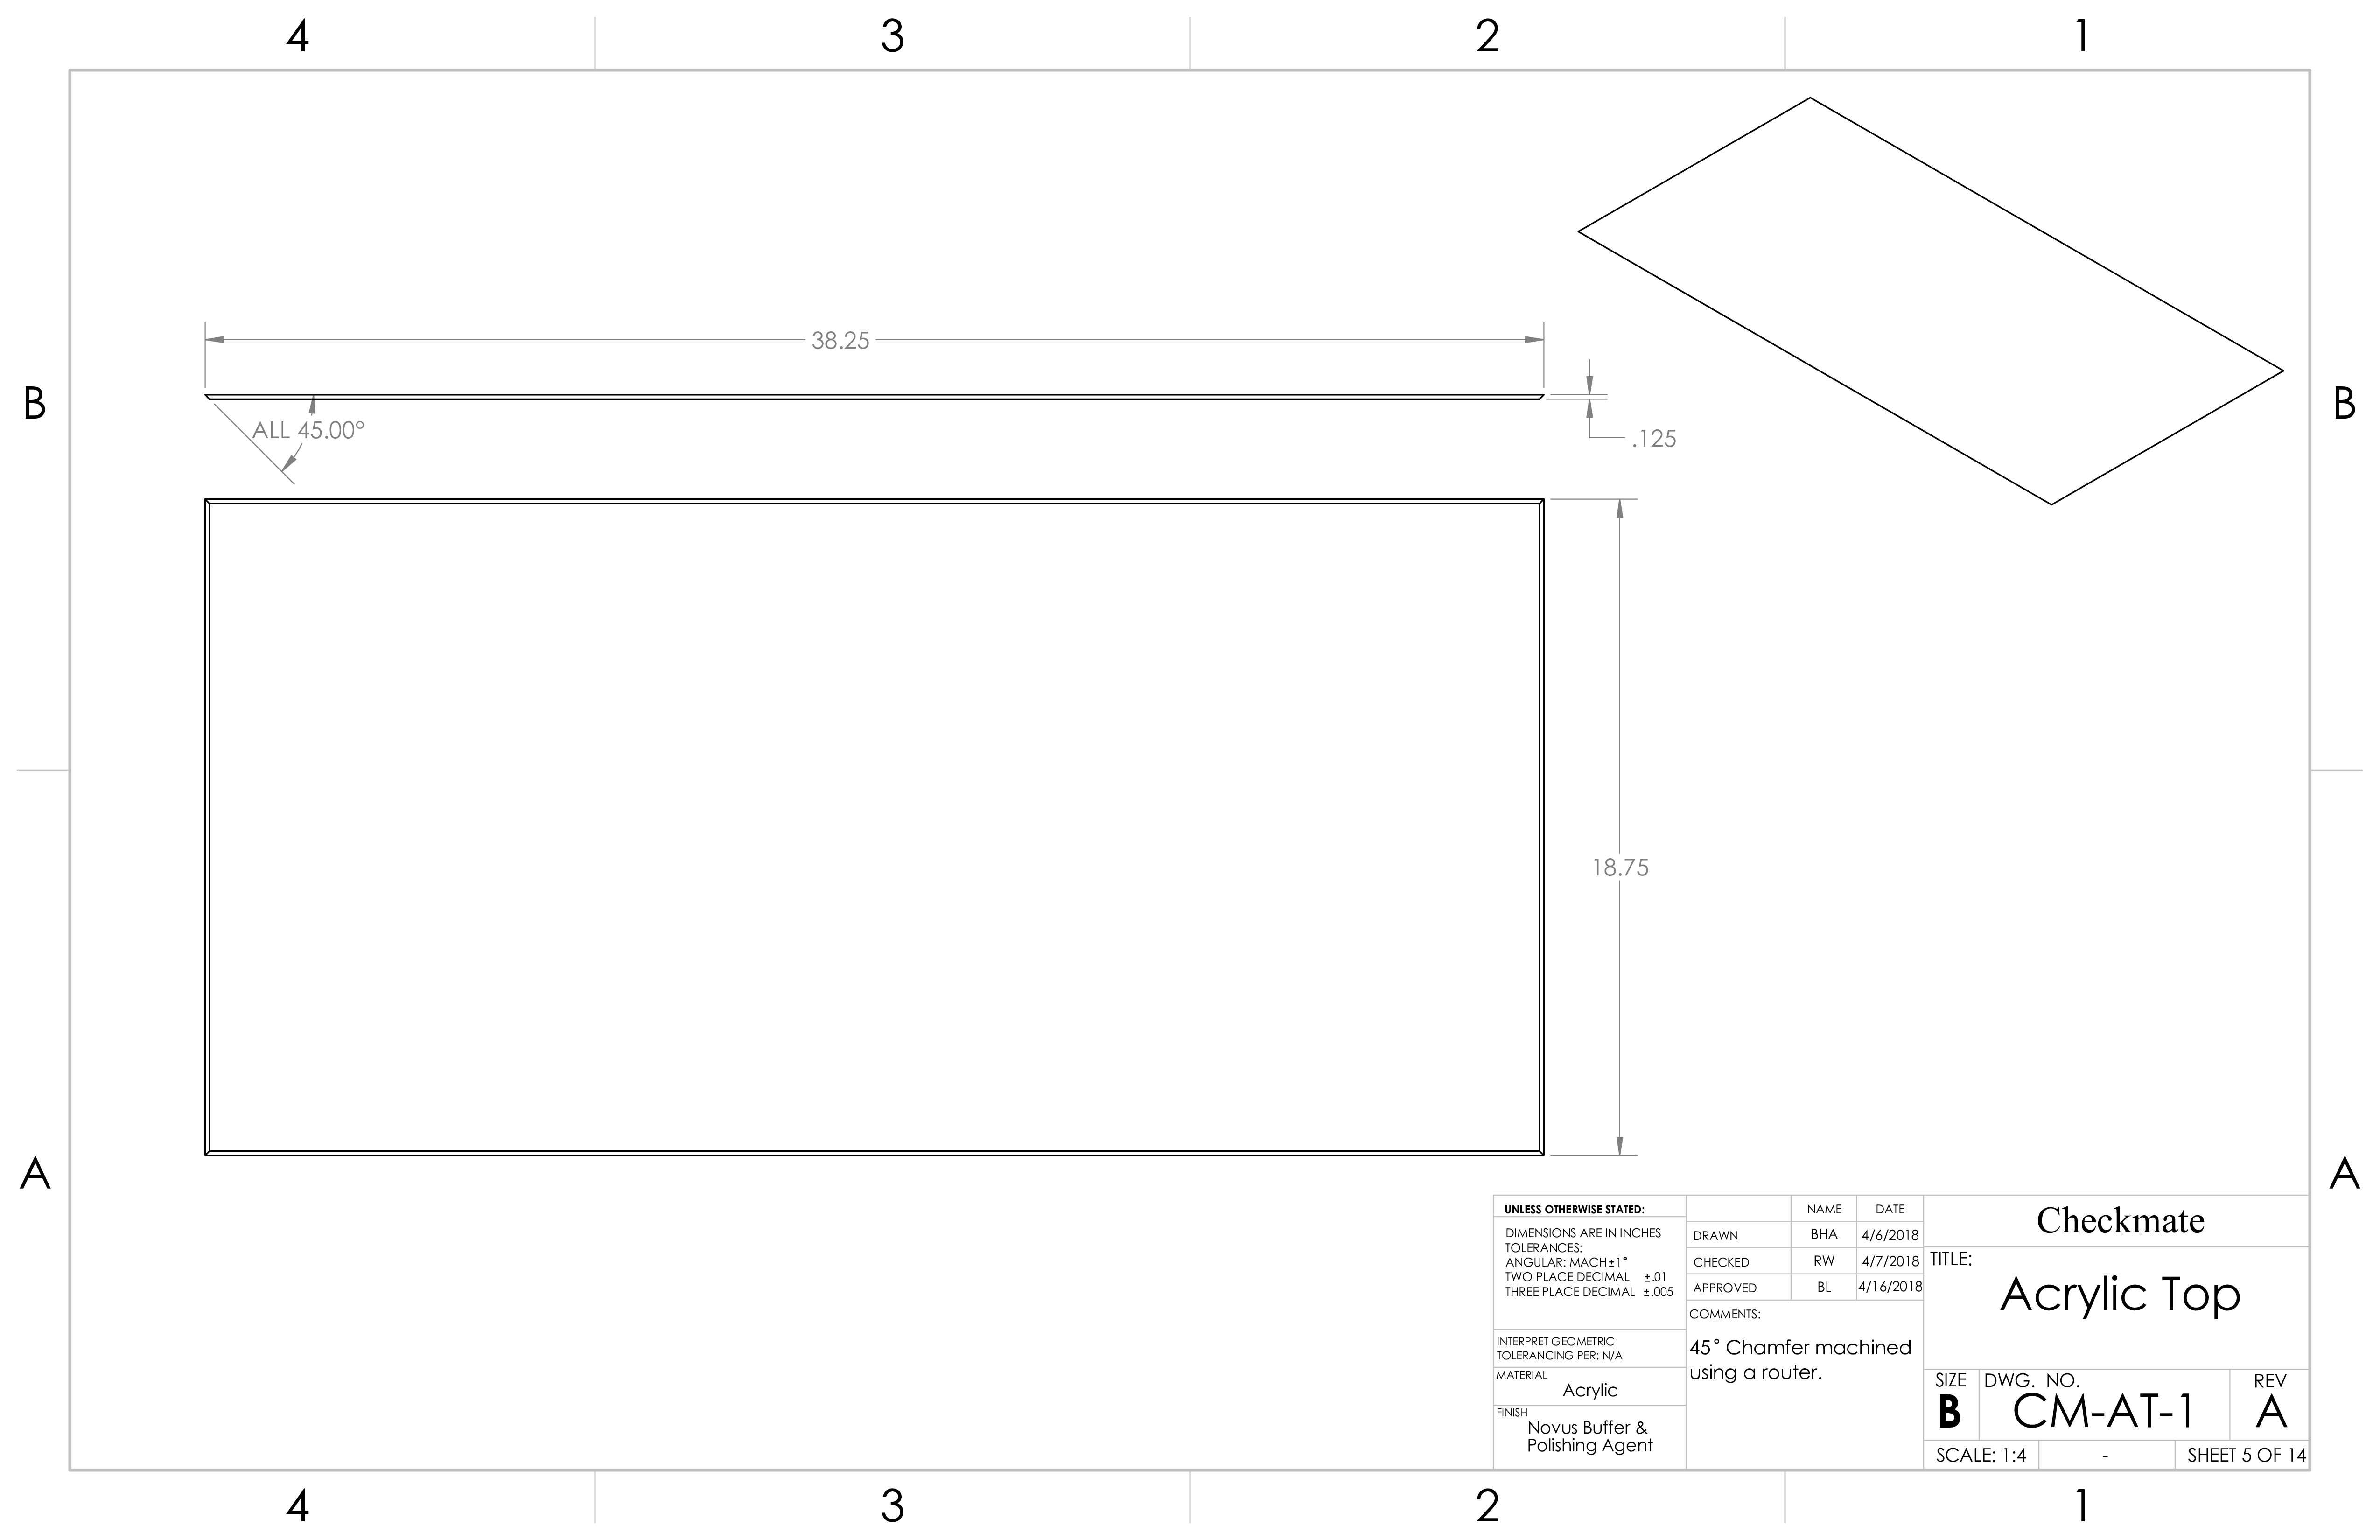 4 3 2 1
B B
38.25
ALL 45.00°
.125
18.75
A A
UNLESS OTHERWISE STATED:
DIMENSIONS ARE IN INCHES
TOLERANCES:
ANGULAR: MACH±1°
TWO PLACE DECIMAL ±.01
THREE PLACE DECIMAL ±.005
INTERPRET GEOMETRIC
TOLERANCING PER: N/A
MATERIAL
Acrylic
FINISH
Novus Buffer &
Polishing Agent
NAME DATE
DRAWN BHA 4/6/2018
CHECKED RW 4/7/2018
APPROVED BL 4/16/2018
COMMENTS:
45° Chamfer machined
using a router.
Checkmate
TITLE:
Acrylic Top
SIZE DWG. NO. REV
B CM-AT-1 A
SCALE: 1:4 - SHEET 5 OF 14
4 3 2 1